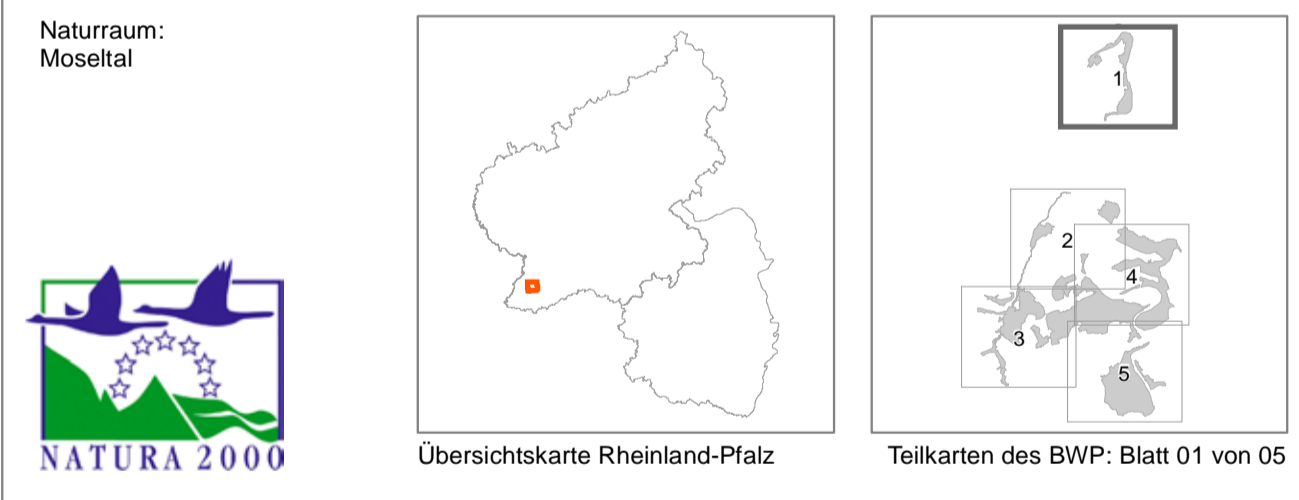 Naturraum:
Moseltal
NATURA 2000
Übersichtskarte Rheinland-Pfalz
1
2
4
3
5
Teilkarten des BWP: Blatt 01 von 05